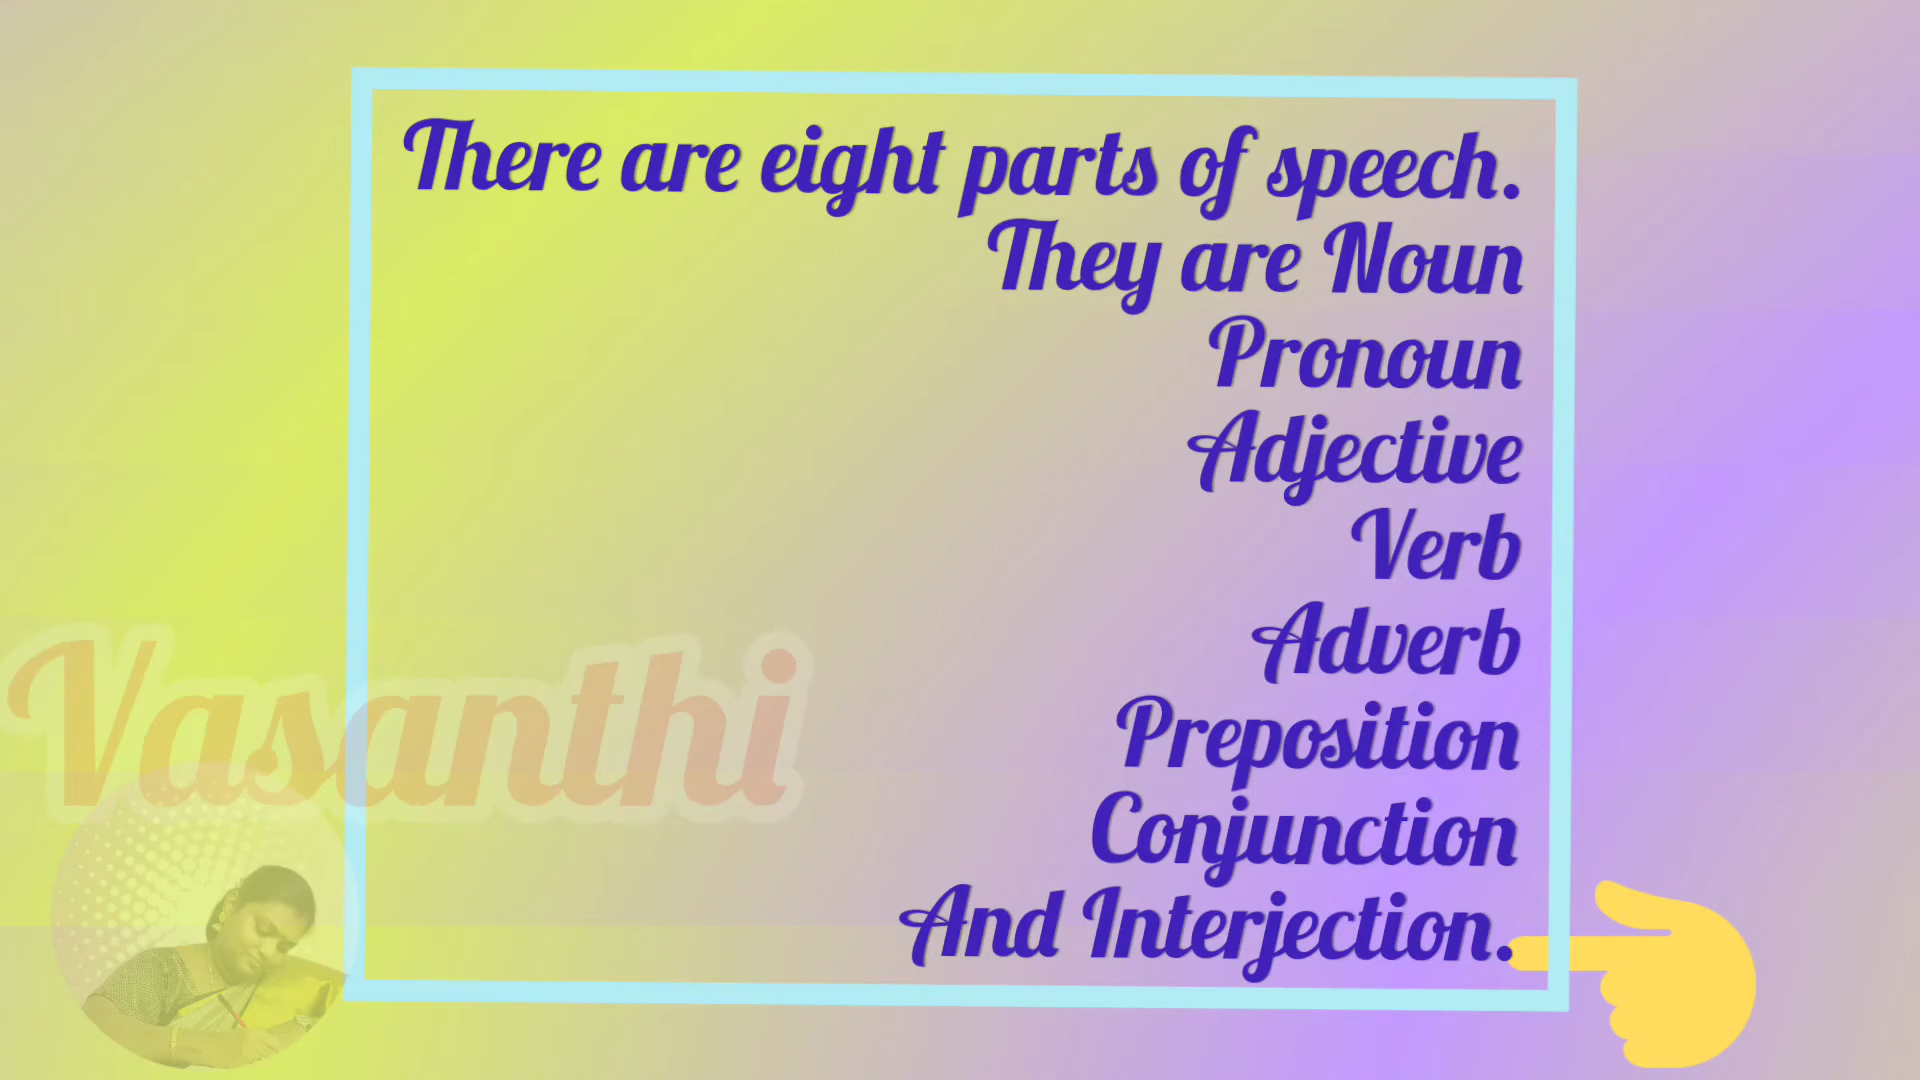 There are eight parts of speech.
They are Noun
Pronoun
Adjective
Verb
Adverb
Preposition
Conjunction
And Interjection.
Vasanthi